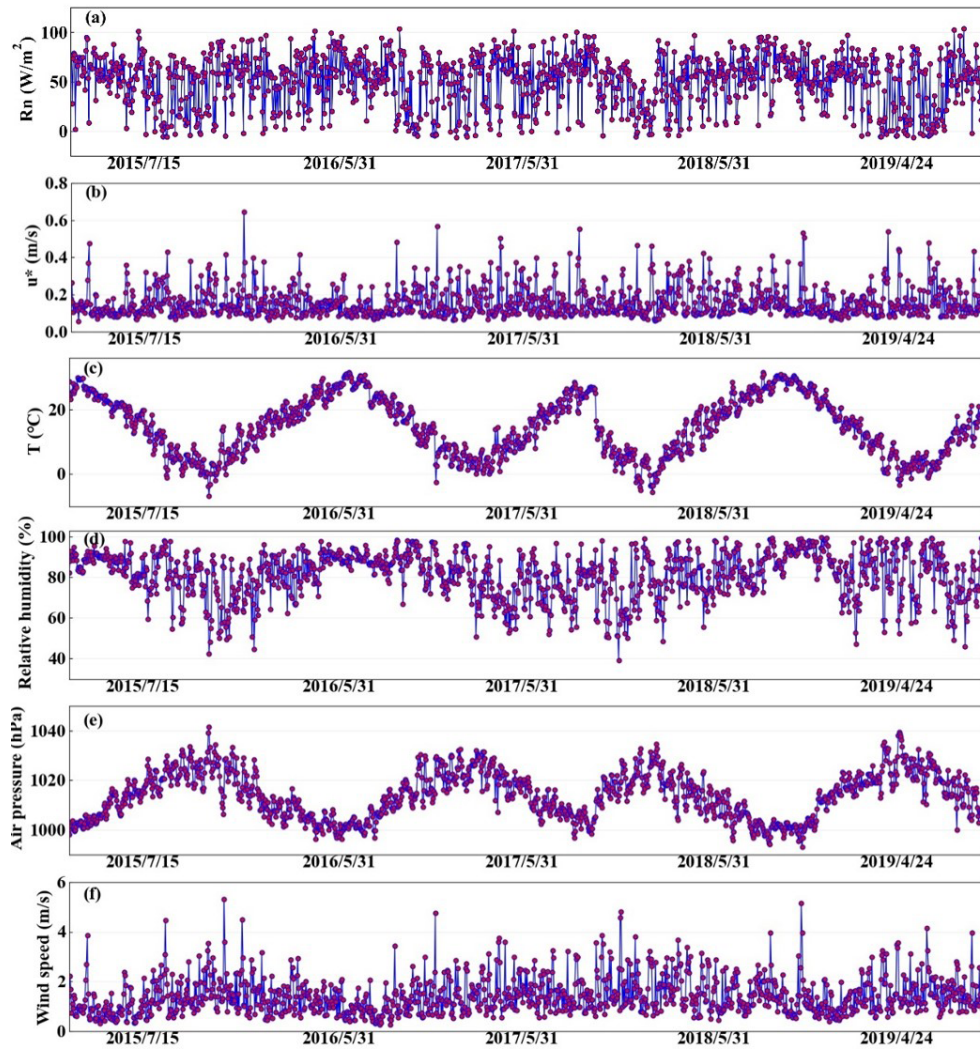 (a)
Rn (W/m²)
100
50
0
2015/7/15 2016/5/31 2017/5/31 2018/5/31 2019/4/24
(b)
u* (m/s)
0.8
0.6
0.4
0.2
0.0
2015/7/15 2016/5/31 2017/5/31 2018/5/31 2019/4/24
(c)
T (°C)
20
0
2015/7/15 2016/5/31 2017/5/31 2018/5/31 2019/4/24
(d)
Relative humidity (%)
100
80
60
40
2015/7/15 2016/5/31 2017/5/31 2018/5/31 2019/4/24
(e)
Air pressure (hPa)
1040
1020
1000
2015/7/15 2016/5/31 2017/5/31 2018/5/31 2019/4/24
(f)
Wind speed (m/s)
6
4
2
0
2015/7/15 2016/5/31 2017/5/31 2018/5/31 2019/4/24